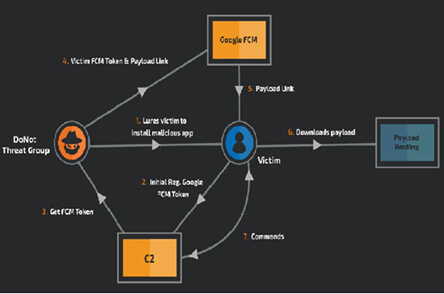 Google FCM
4. Victim FCM Token & Payload Link
5. Payload Link
1. Lures victim to
install malicious app
6. Downloads payload
DoNot
Threat Group
Victim
Payload
Hosting
2. Initial Reg. Google
FCM Token
3. Get FCM Token
7. Commands
C2